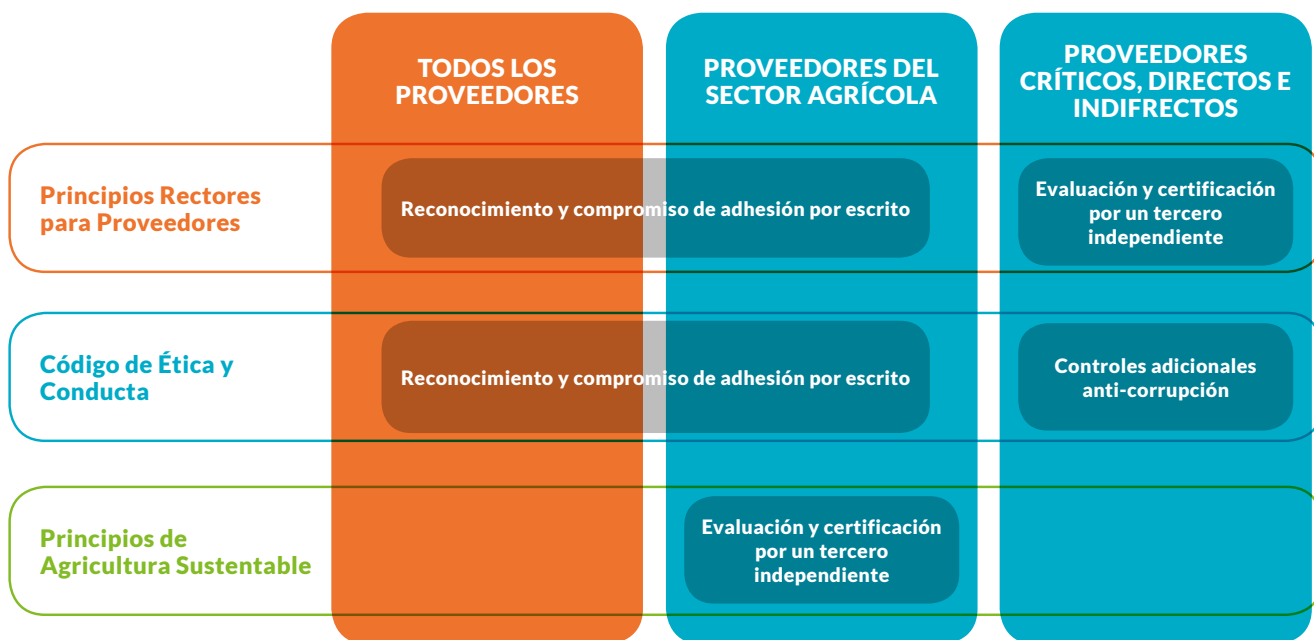 TODOS LOS
PROVEEDORES
PROVEEDORES DEL
SECTOR AGRÍCOLA
PROVEEDORES
CRÍTICOS, DIRECTOS E
INDIFRECTOS
Principios Rectores
para Proveedores
Reconocimiento y compromiso de adhesión por escrito
Evaluación y certificación
por un tercero
independiente
Código de Ética y
Conducta
Reconocimiento y compromiso de adhesión por escrito
Controles adicionales
anti-corrupción
Principios de
Agricultura Sustentable
Evaluación y certificación
por un tercero
independiente